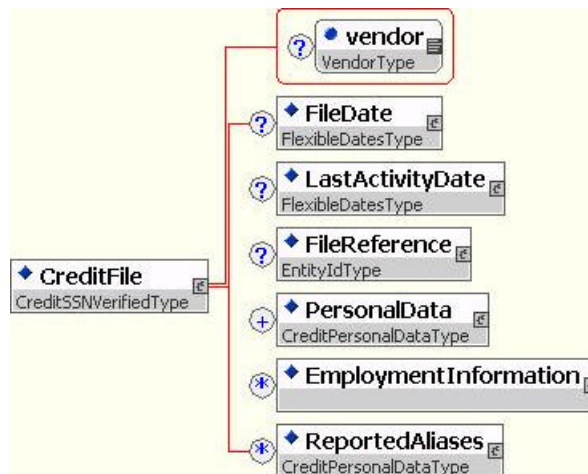 ? vendor
VendorType
? FileDate
FlexibleDatesType
? LastActivityDate
FlexibleDatesType
? FileReference
EntityIdType
CreditFile
CreditSSNVerifiedType
+ PersonalData
CreditPersonalDataType
* EmploymentInformation
* ReportedAliases
CreditPersonalDataType